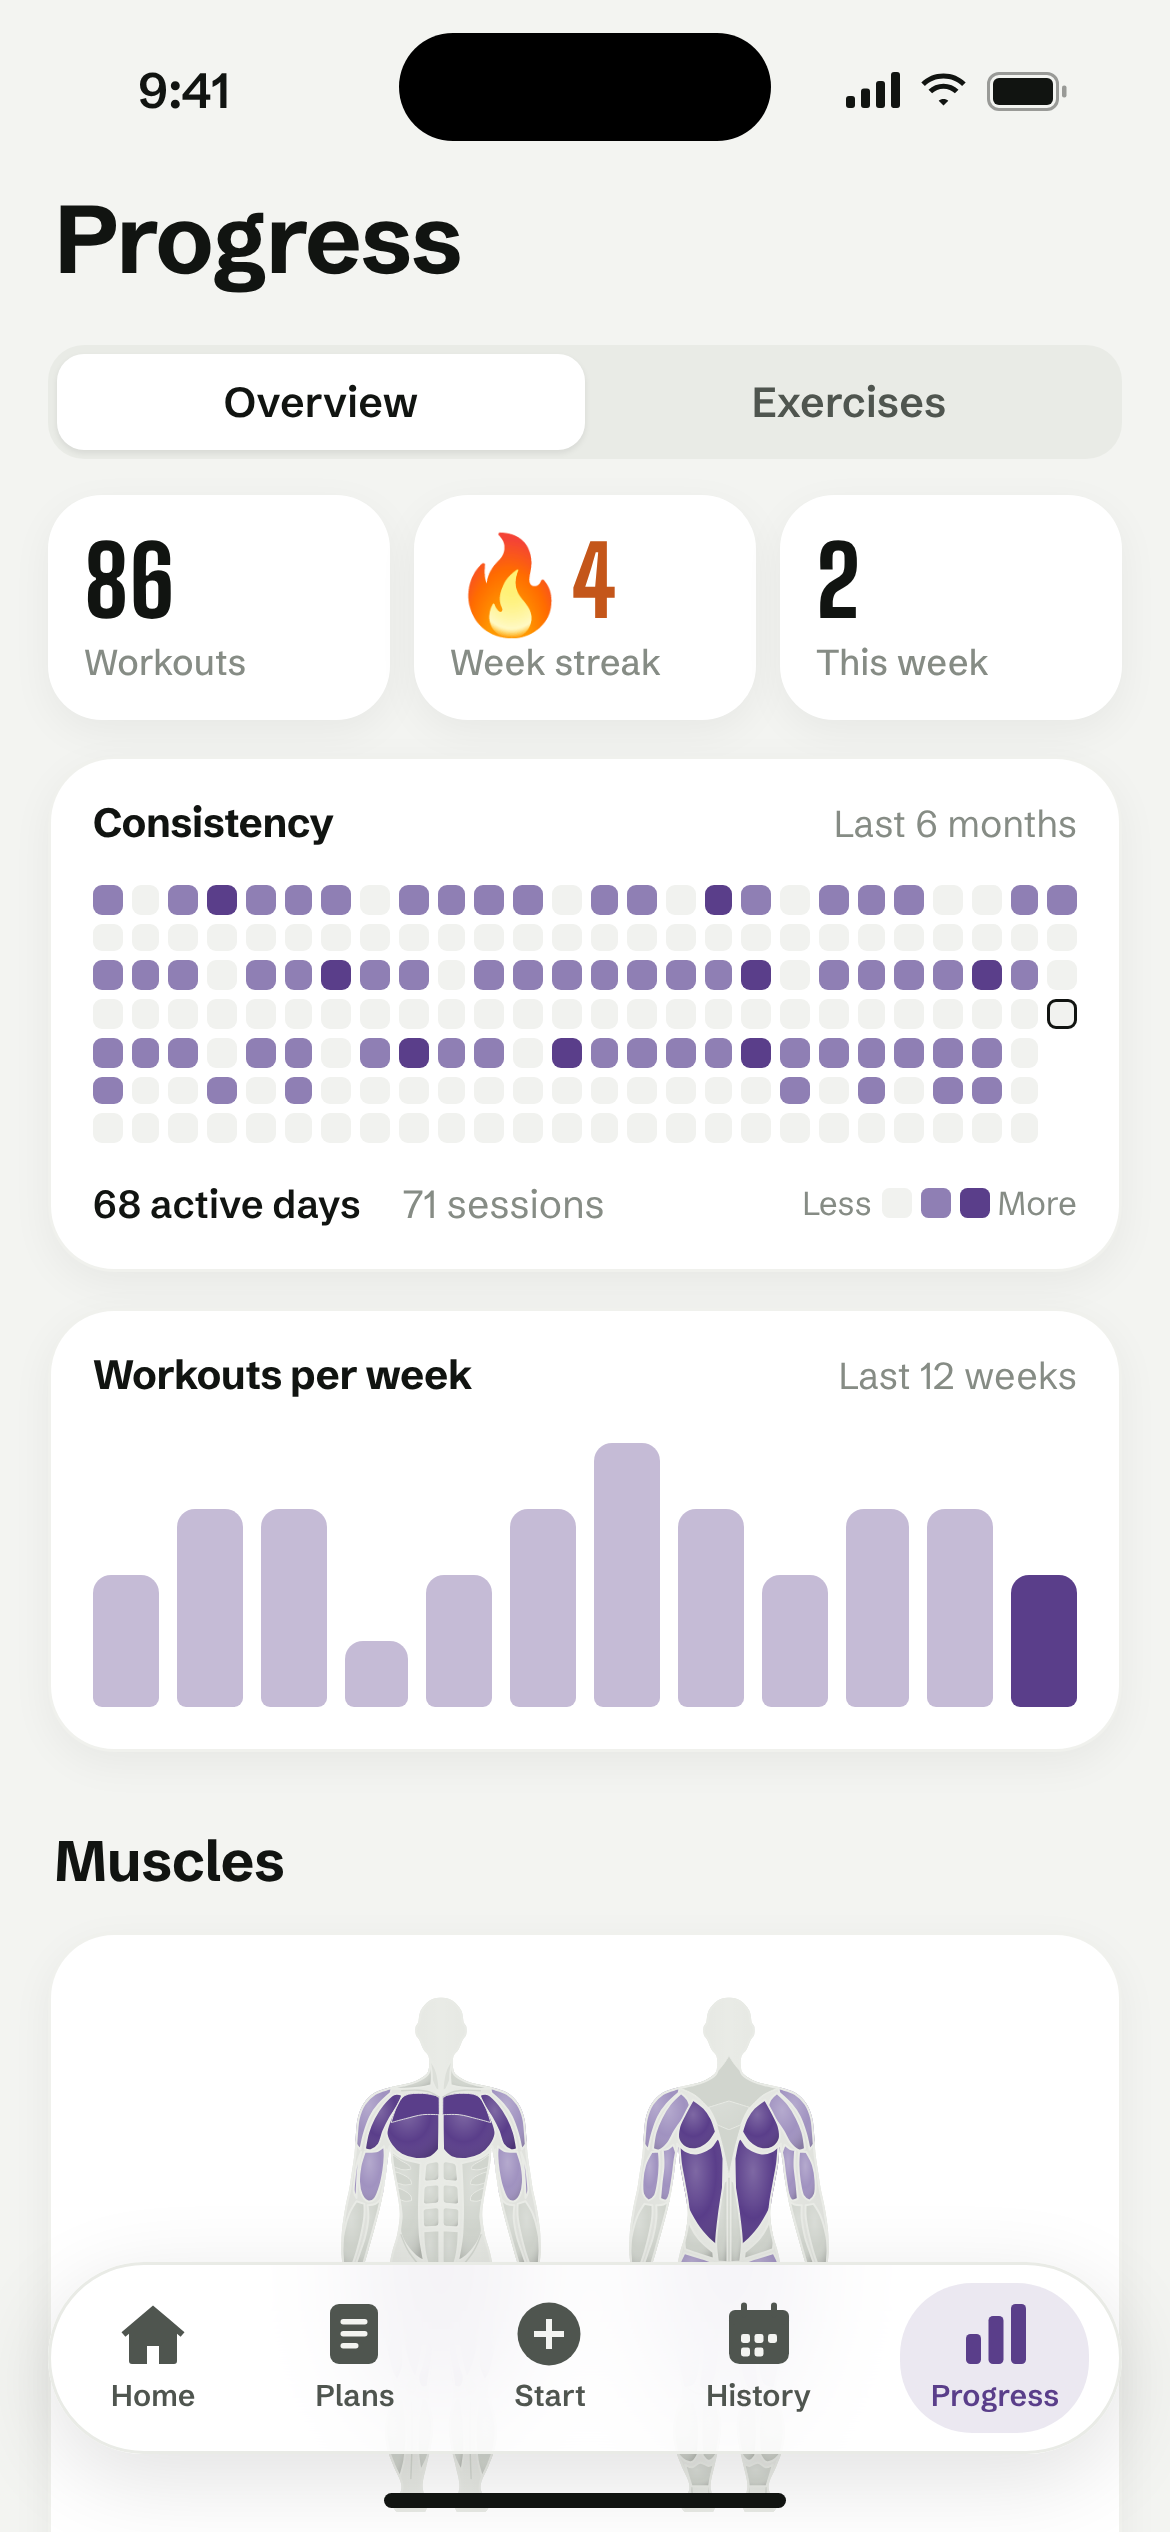 9:41
Progress
Overview
Exercises
86
Workouts
🔥 4
Week streak
2
This week
Consistency
Last 6 months
68 active days
71 sessions
Less
More
Workouts per week
Last 12 weeks
Muscles
Home
Plans
Start
History
Progress